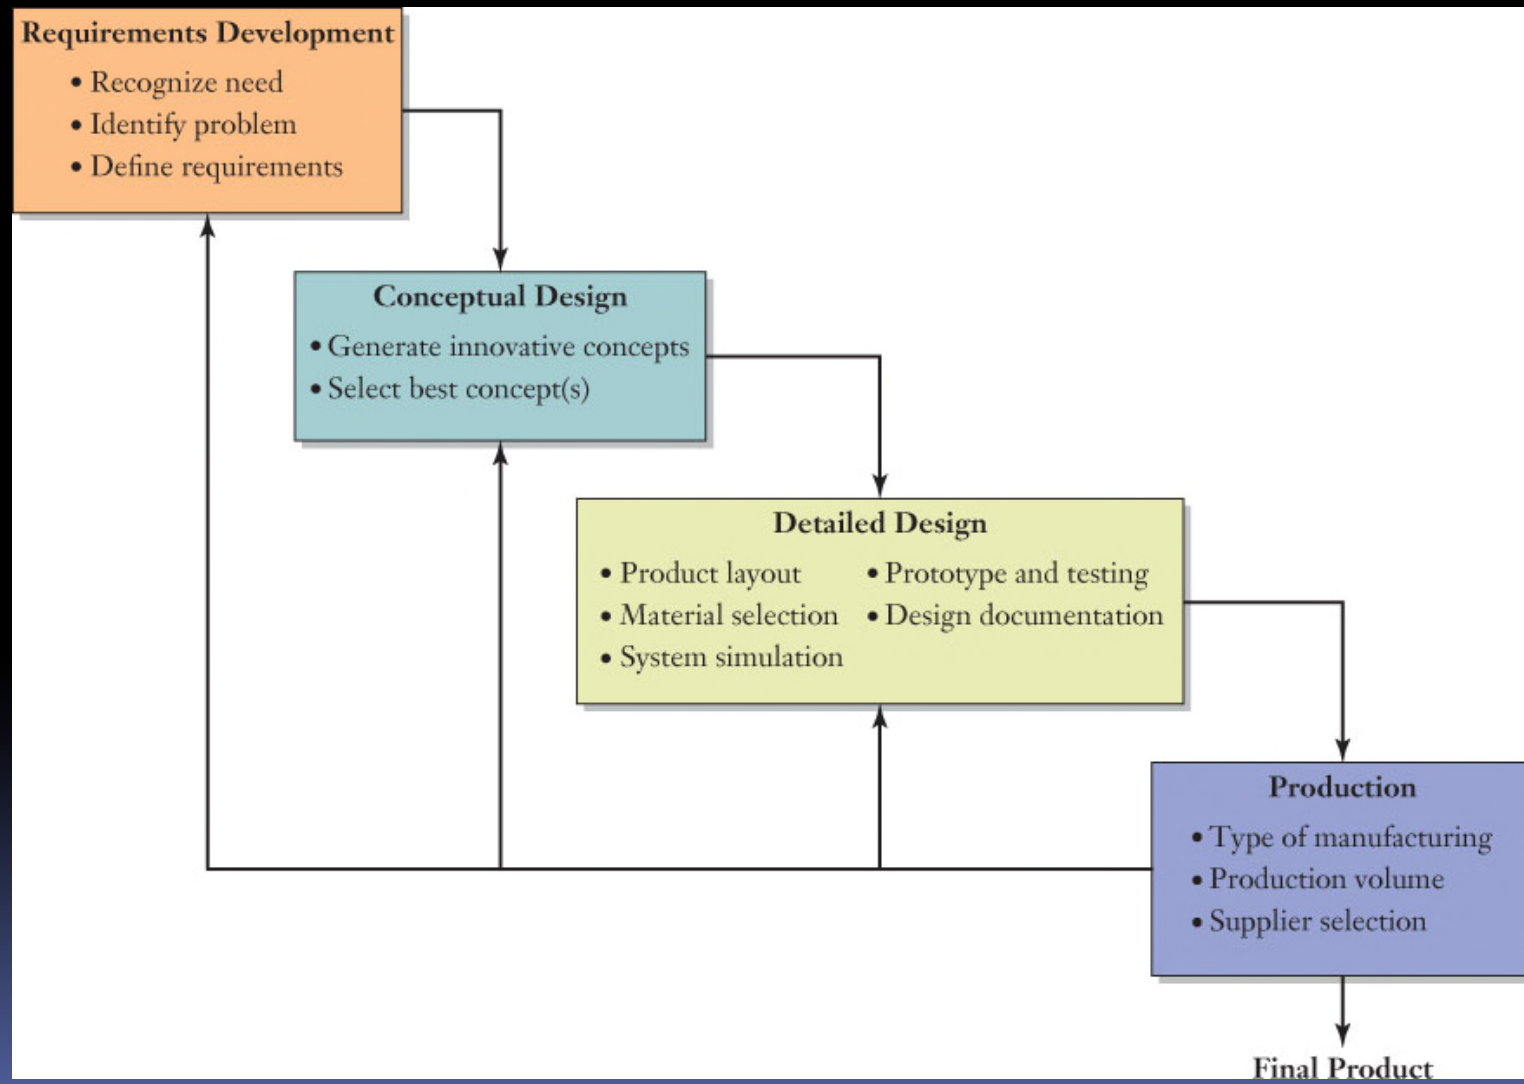 Requirements Development
• Recognize need
• Identify problem
• Define requirements
Conceptual Design
• Generate innovative concepts
• Select best concept(s)
Detailed Design
• Product layout
• Material selection
• System simulation
• Prototype and testing
• Design documentation
Production
• Type of manufacturing
• Production volume
• Supplier selection
Final Product